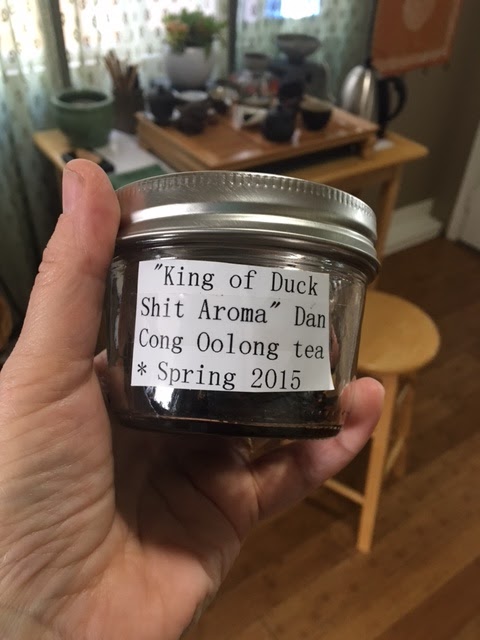 "King of Duck
Shit Aroma" Dan
Cong Oolong tea
* Spring 2015